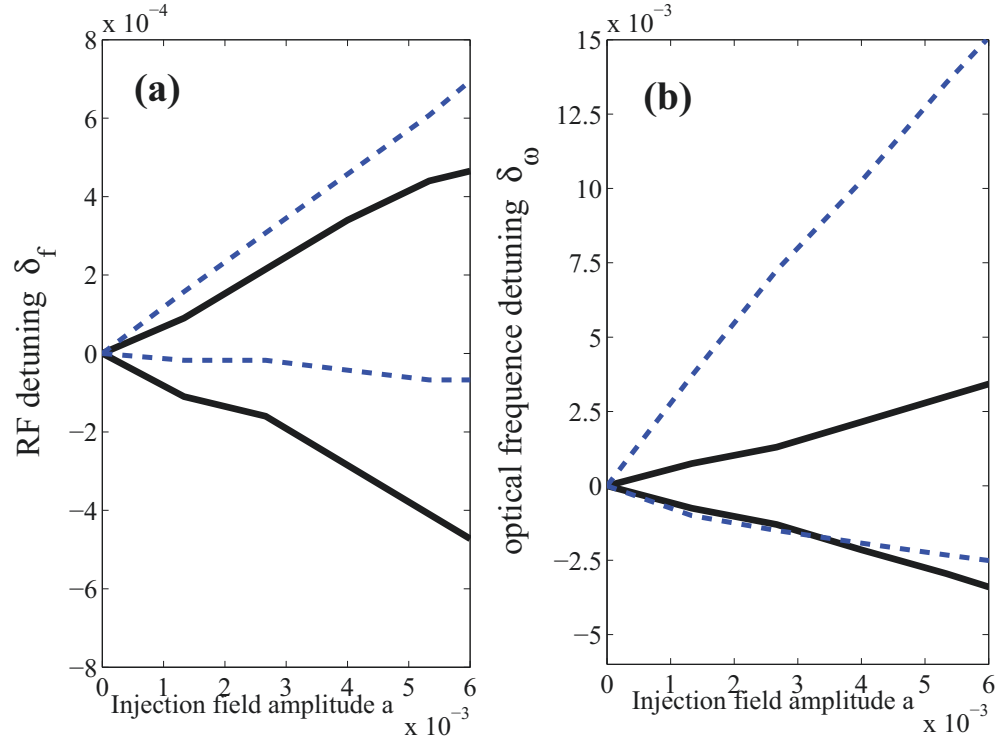 x 10⁻⁴
8
6
4
2
0
−2
−4
−6
−8
RF detuning δ_f
(a)
0 1 2 3 4 5 6
Injection field amplitude a
x 10⁻³
x 10⁻³
15
12.5
10
7.5
5
2.5
0
−2.5
−5
optical frequence detuning δ_ω
(b)
0 1 2 3 4 5 6
Injection field amplitude a
x 10⁻³